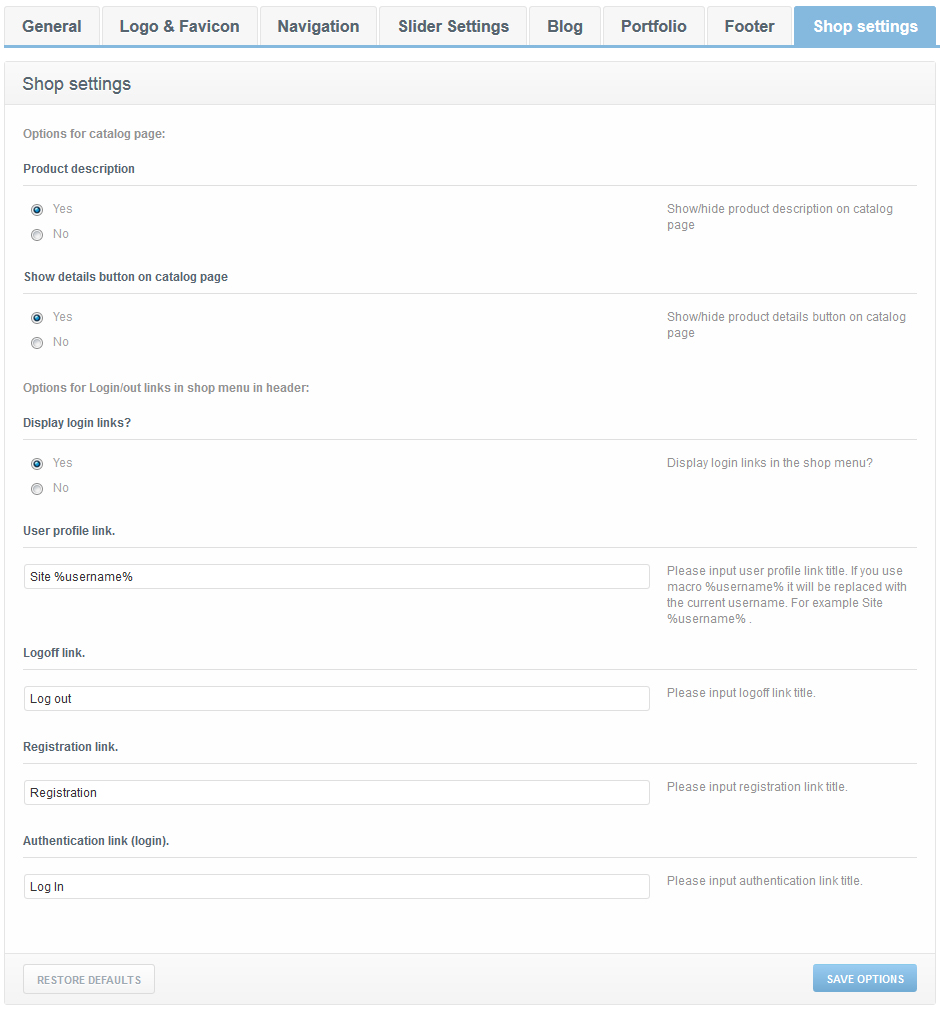 General Logo & Favicon Navigation Slider Settings Blog Portfolio Footer Shop settings
Shop settings
Options for catalog page:
Product description
Yes
No
Show/hide product description on catalog
page
Show details button on catalog page
Yes
No
Show/hide product details button on catalog
page
Options for Login/out links in shop menu in header:
Display login links?
Yes
No
Display login links in the shop menu?
User profile link.
Site %username%
Please input user profile link title. If you use
macro %username% it will be replaced with
the current username. For example Site
%username% .
Logoff link.
Log out
Please input logoff link title.
Registration link.
Registration
Please input registration link title.
Authentication link (login).
Log In
Please input authentication link title.
RESTORE DEFAULTS
SAVE OPTIONS